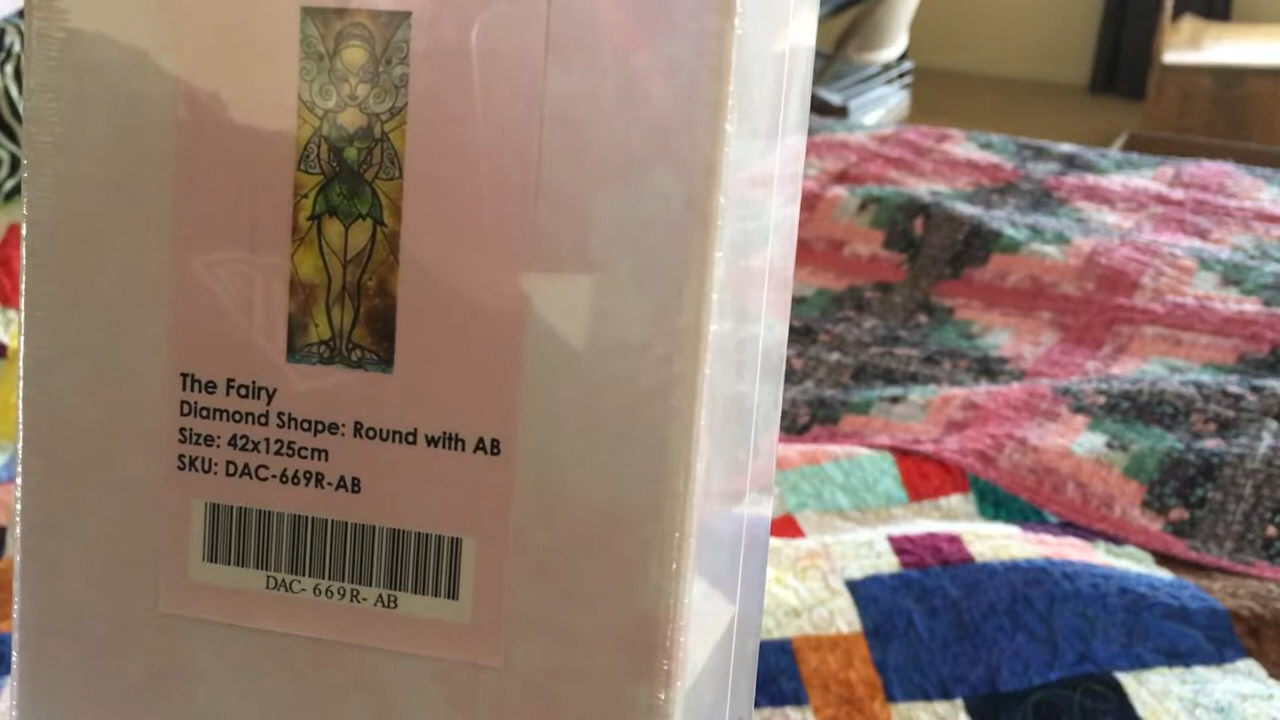 The Fairy
Diamond Shape: Round with AB
Size: 42x125cm
SKU: DAC-669R-AB
DAC- 669R- AB